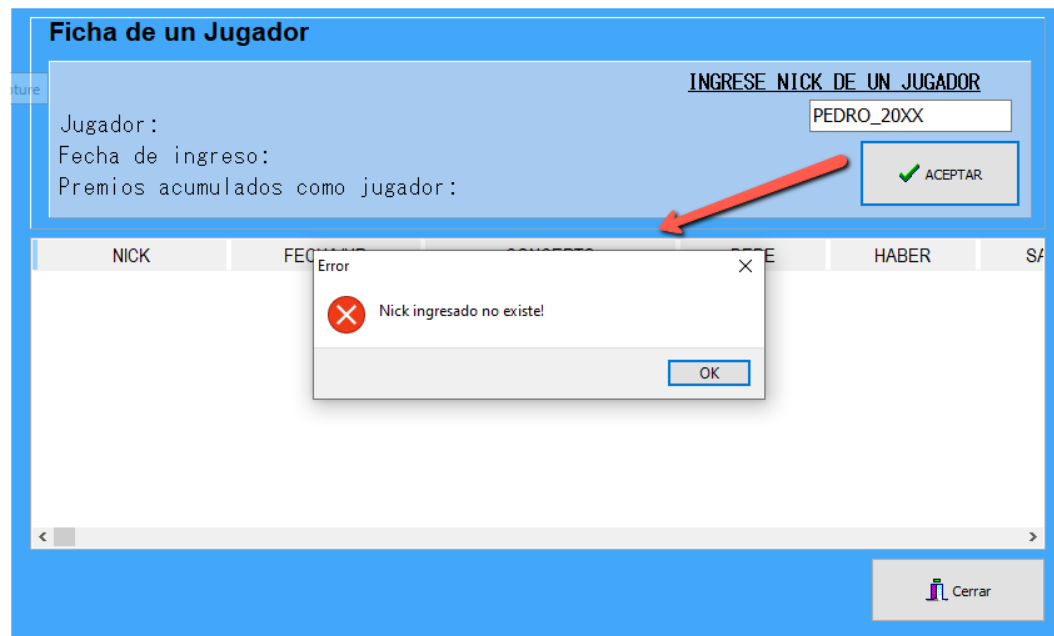 Ficha de un Jugador
INGRESE NICK DE UN JUGADOR
PEDRO_20XX
Jugador:
Fecha de ingreso:
Premios acumulados como jugador:
ACEPTAR
NICK HABER
Error
Nick ingresado no existe!
OK
Cerrar